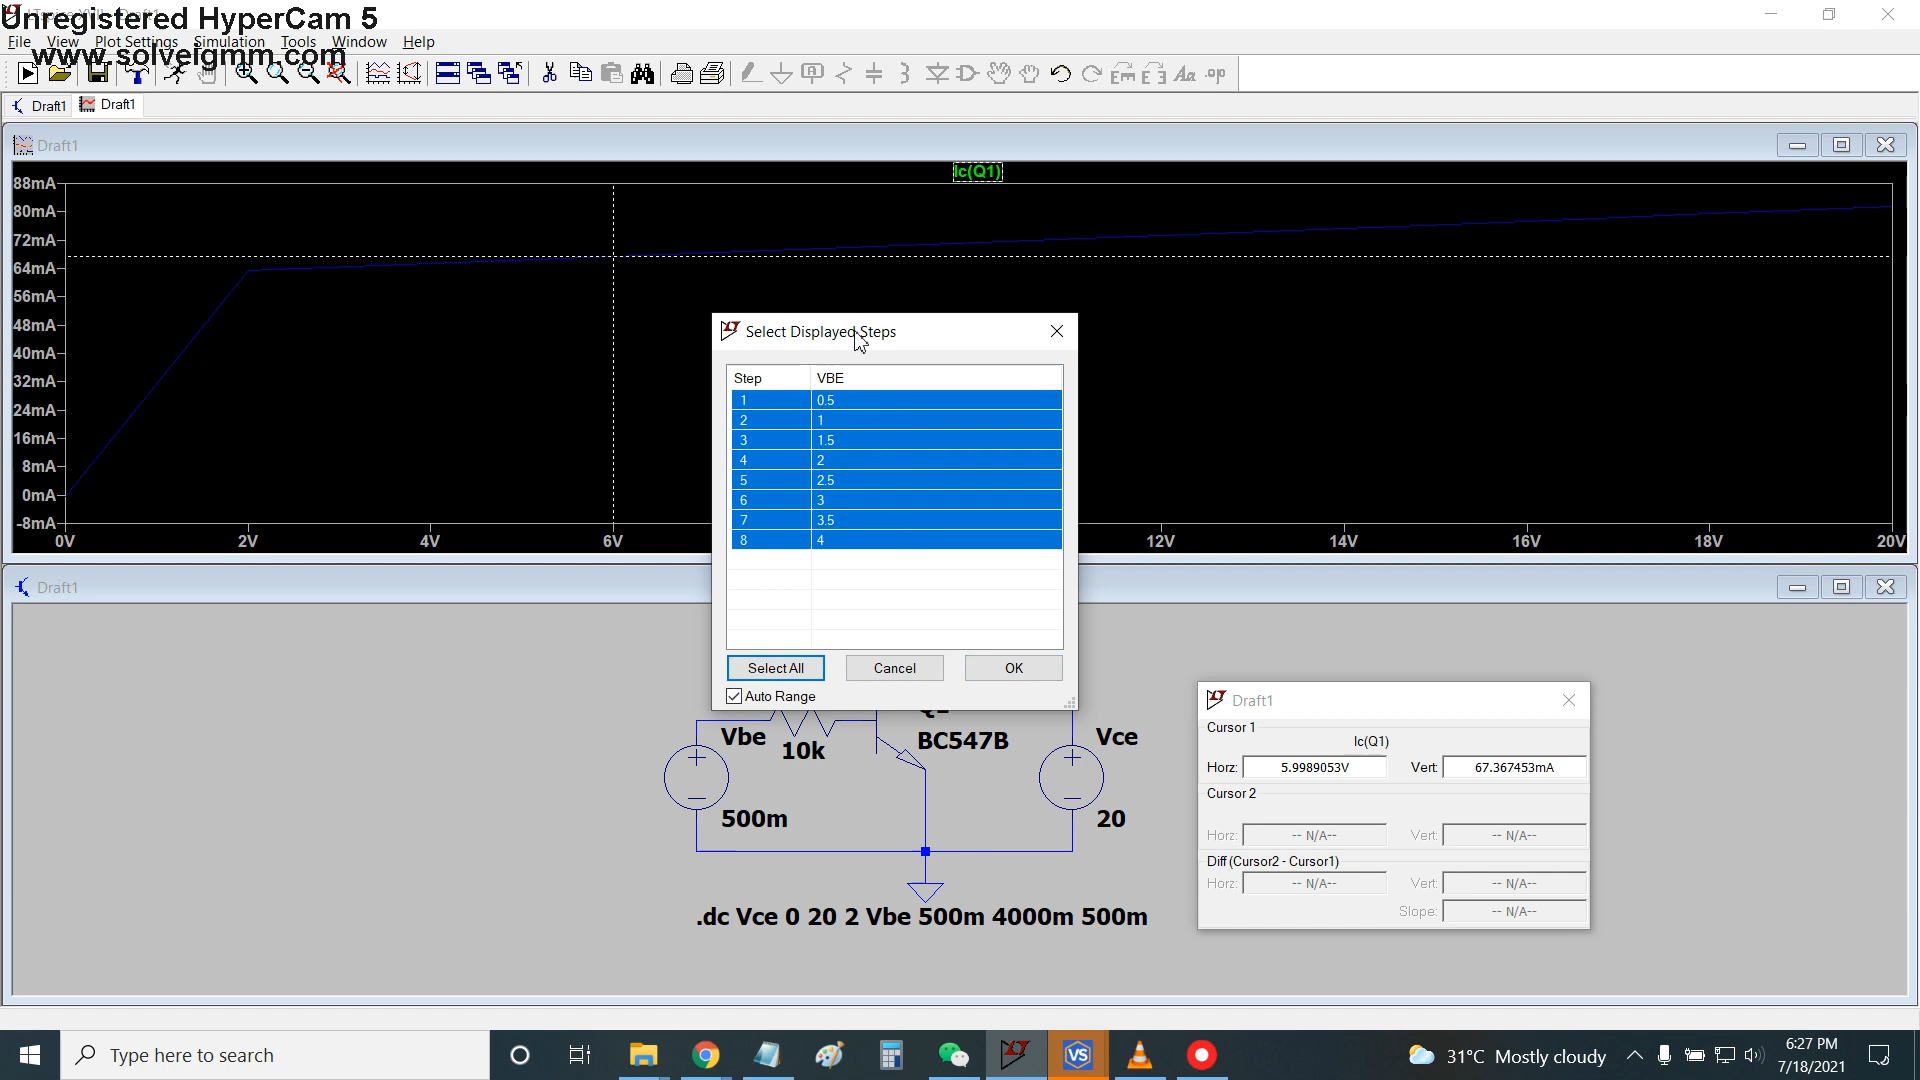 Unregistered HyperCam 5
www.solveigmm.com
File View Plot Settings Simulation Tools Window Help
Draft1 Draft1
Draft1
Ic(Q1)
88mA
80mA
72mA
64mA
56mA
48mA
40mA
32mA
24mA
16mA
8mA
0mA
-8mA
0V 2V 4V 6V 12V 14V 16V 18V 20V
Select Displayed Steps
Step VBE
1 0.5
2 1
3 1.5
4 2
5 2.5
6 3
7 3.5
8 4
Select All Cancel OK
Auto Range
Draft1
Vbe
10k
BC547B
Vce
500m
20
.dc Vce 0 20 2 Vbe 500m 4000m 500m
Draft1
Cursor 1
Ic(Q1)
Horz: 5.9989053V Vert: 67.367453mA
Cursor 2
Horz: -- N/A-- Vert: -- N/A--
Diff (Cursor2 - Cursor1)
Horz: -- N/A-- Vert: -- N/A--
Slope: -- N/A--
Type here to search
31°C Mostly cloudy
6:27 PM
7/18/2021